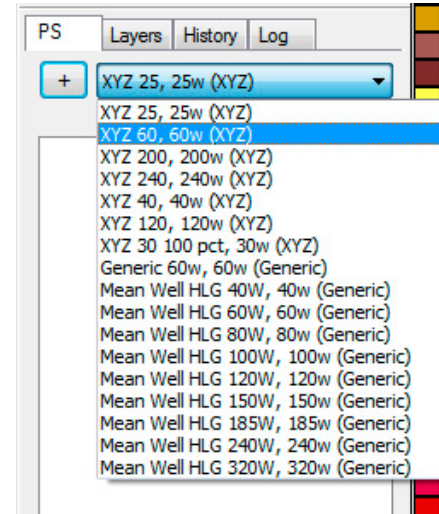 PS Layers History Log
+ XYZ 25, 25w (XYZ)
XYZ 25, 25w (XYZ)
XYZ 60, 60w (XYZ)
XYZ 200, 200w (XYZ)
XYZ 240, 240w (XYZ)
XYZ 40, 40w (XYZ)
XYZ 120, 120w (XYZ)
XYZ 30 100 pct, 30w (XYZ)
Generic 60w, 60w (Generic)
Mean Well HLG 40W, 40w (Generic)
Mean Well HLG 60W, 60w (Generic)
Mean Well HLG 80W, 80w (Generic)
Mean Well HLG 100W, 100w (Generic)
Mean Well HLG 120W, 120w (Generic)
Mean Well HLG 150W, 150w (Generic)
Mean Well HLG 185W, 185w (Generic)
Mean Well HLG 240W, 240w (Generic)
Mean Well HLG 320W, 320w (Generic)